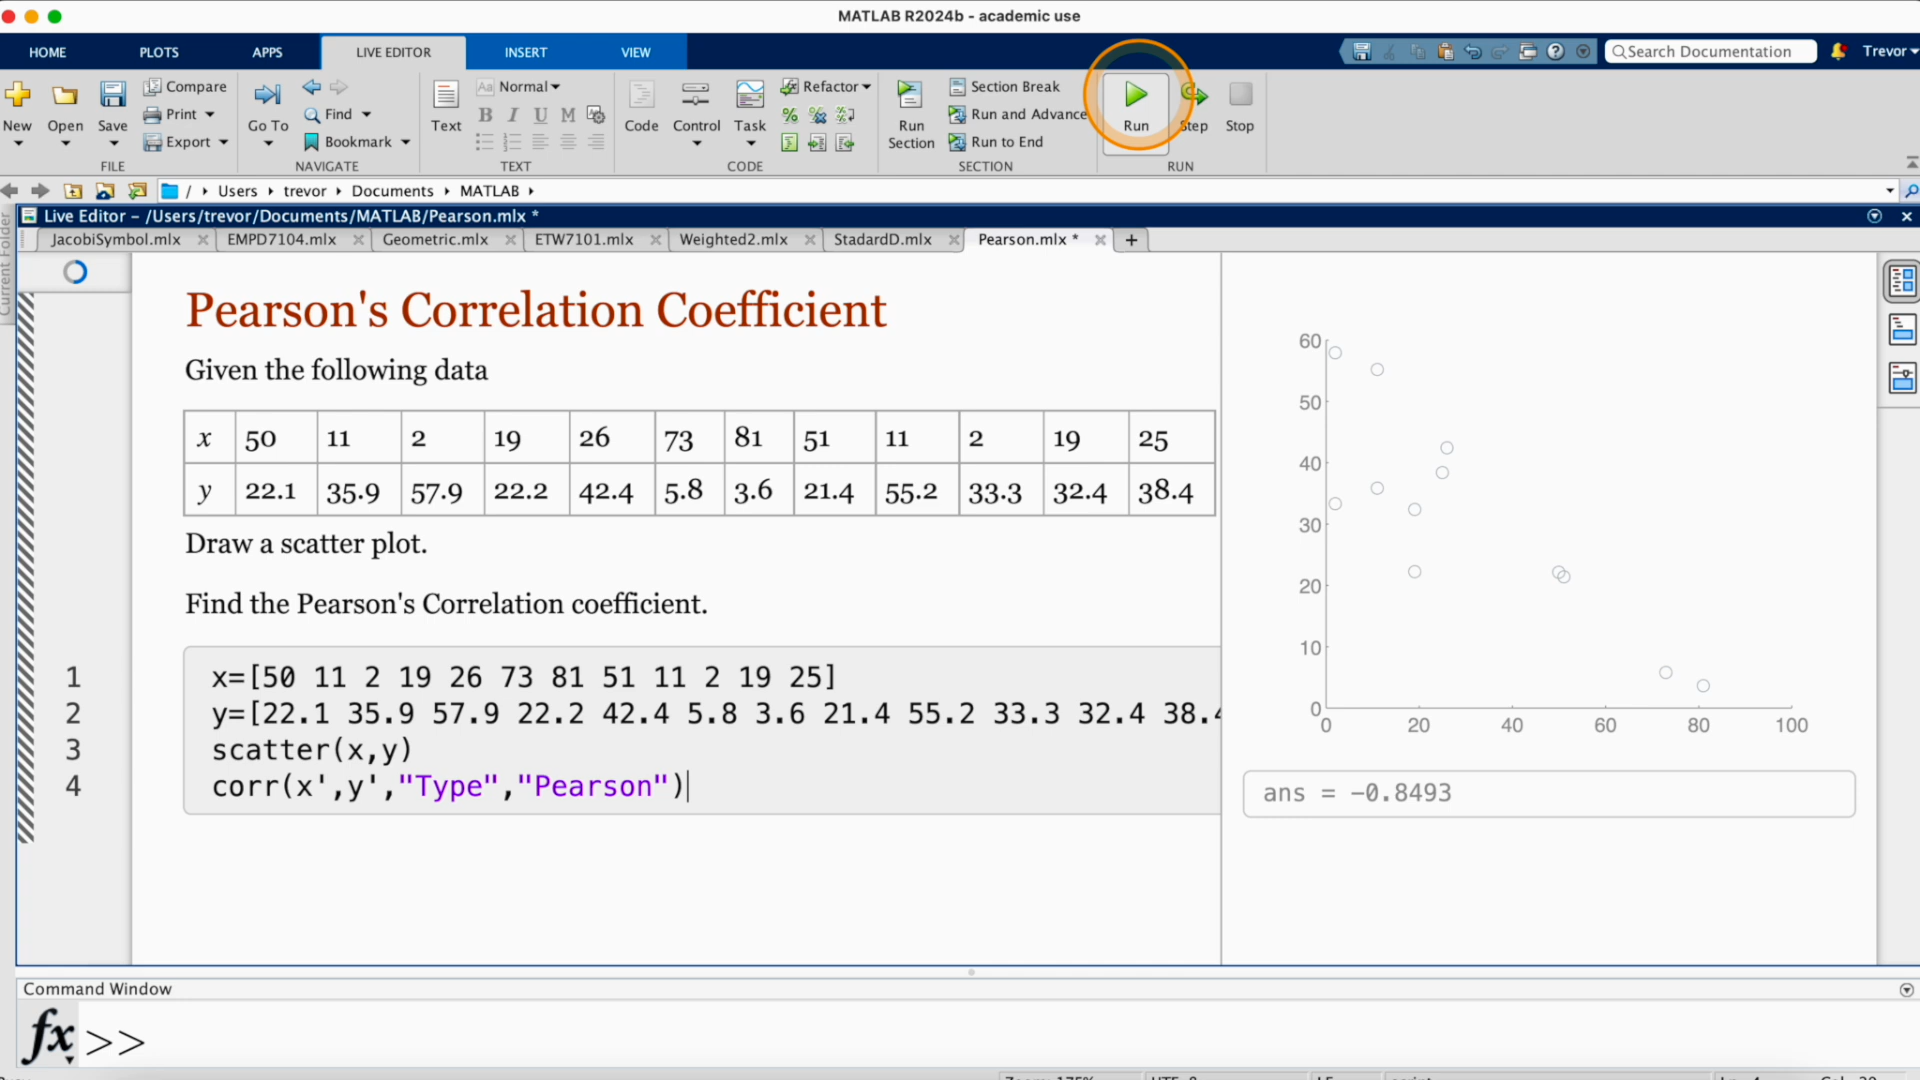 MATLAB R2024b - academic use
HOME PLOTS APPS LIVE EDITOR INSERT VIEW Search Documentation Trevor
New Open Save Compare Print Export
FILE
Go To Find Bookmark
NAVIGATE
Text Aa Normal B I U M
TEXT
Code Control Task Refactor
CODE
Run Section Section Break Run and Advance Run to End
SECTION
Run Step Stop
RUN
/ Users trevor Documents MATLAB
Current Folder
Live Editor - /Users/trevor/Documents/MATLAB/Pearson.mlx *
JacobiSymbol.mlx EMPD7104.mlx Geometric.mlx ETW7101.mlx Weighted2.mlx StadardD.mlx Pearson.mlx * +
Pearson's Correlation Coefficient
Given the following data
x 50 11 2 19 26 73 81 51 11 2 19 25
y 22.1 35.9 57.9 22.2 42.4 5.8 3.6 21.4 55.2 33.3 32.4 38.4
Draw a scatter plot.
Find the Pearson's Correlation coefficient.
1 x=[50 11 2 19 26 73 81 51 11 2 19 25]
2 y=[22.1 35.9 57.9 22.2 42.4 5.8 3.6 21.4 55.2 33.3 32.4 38.4
3 scatter(x,y)
4 corr(x',y',"Type","Pearson")
60
50
40
30
20
10
0
0 20 40 60 80 100
ans = -0.8493
Command Window
fx >>